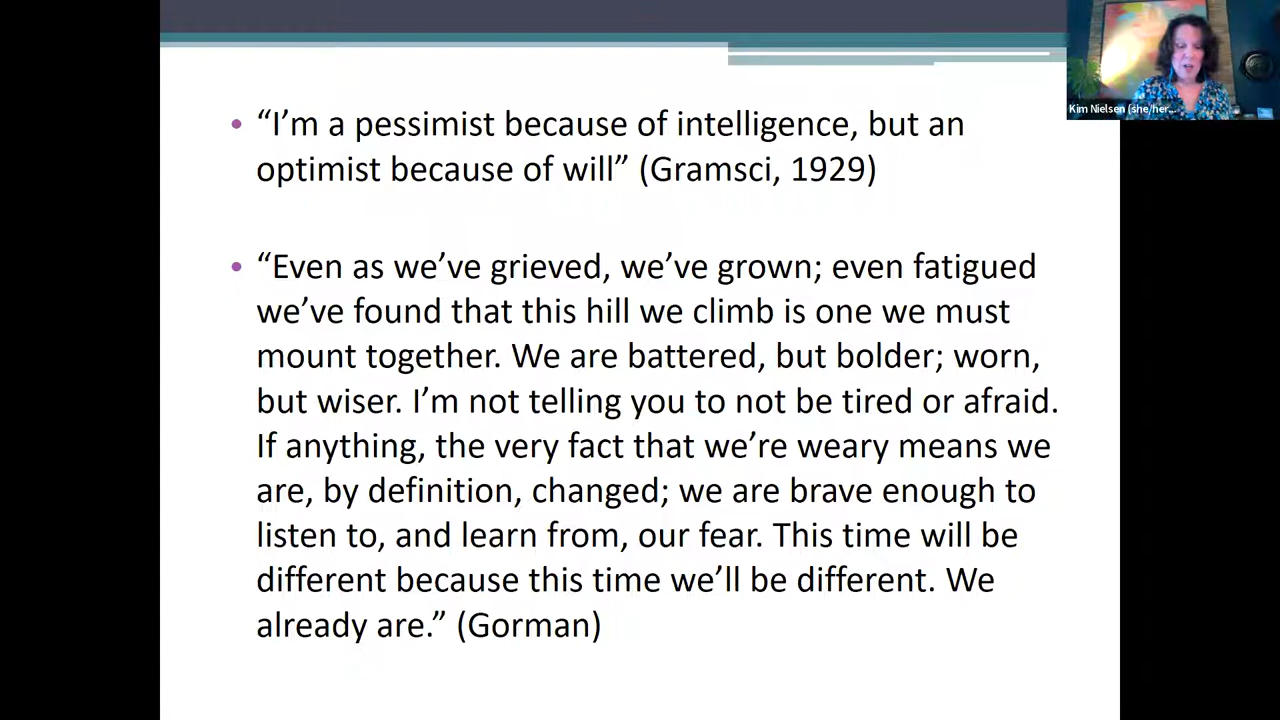 Kim Nielsen (she/her...
• “I’m a pessimist because of intelligence, but an
optimist because of will” (Gramsci, 1929)
• “Even as we’ve grieved, we’ve grown; even fatigued
we’ve found that this hill we climb is one we must
mount together. We are battered, but bolder; worn,
but wiser. I’m not telling you to not be tired or afraid.
If anything, the very fact that we’re weary means we
are, by definition, changed; we are brave enough to
listen to, and learn from, our fear. This time will be
different because this time we’ll be different. We
already are.” (Gorman)